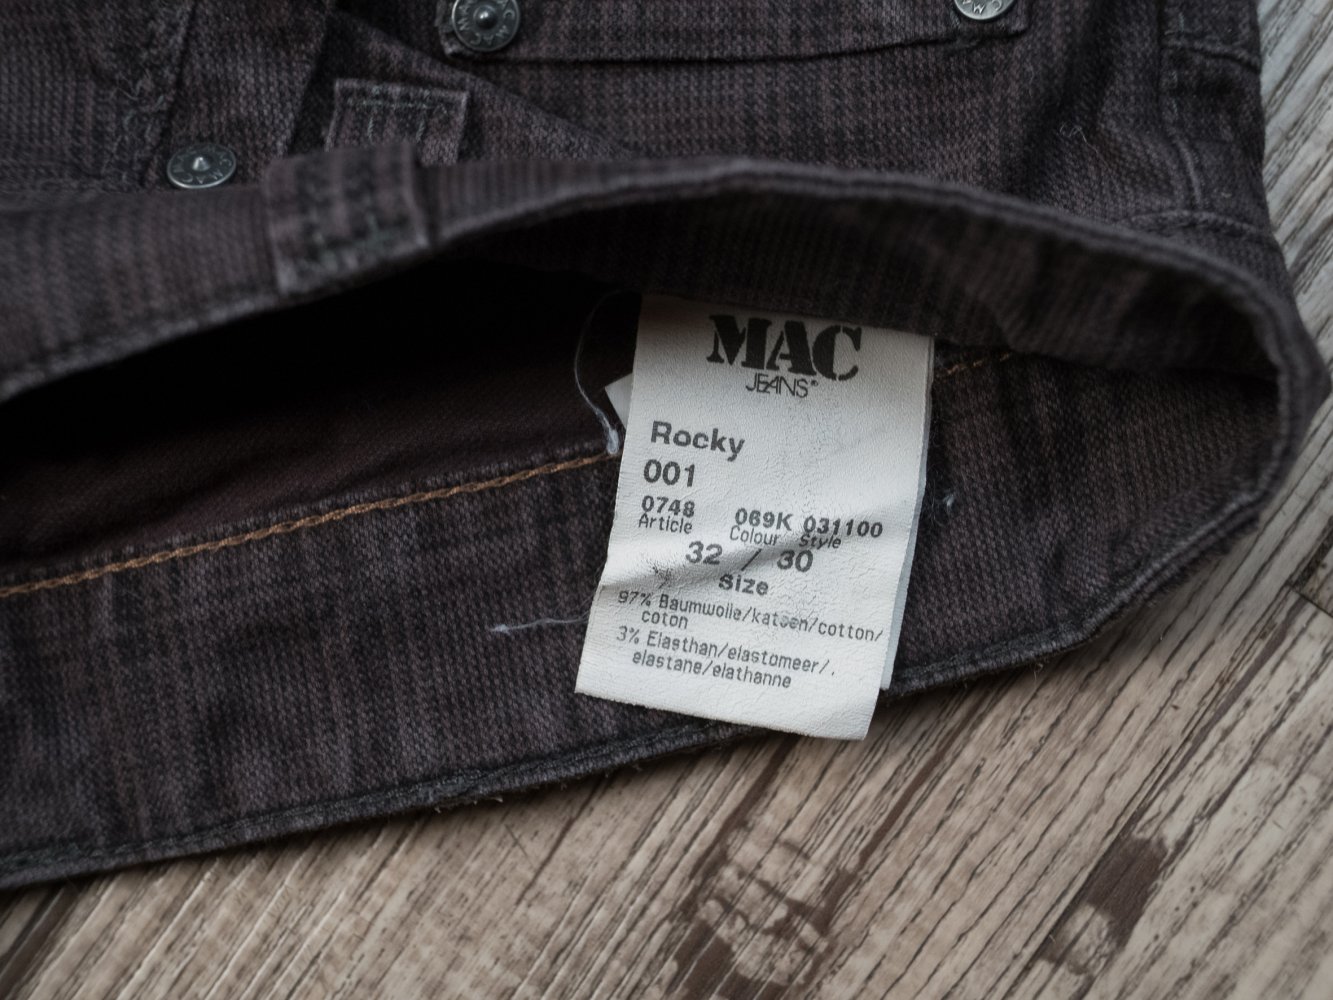 MAC
JEANS®
Rocky
001
0748 069K 031100
Article Colour Style
32 / 30
Size
97% Baumwolle/katoen/cotton/
coton
3% Elasthan/elastomeer/.
elastane/elathanne